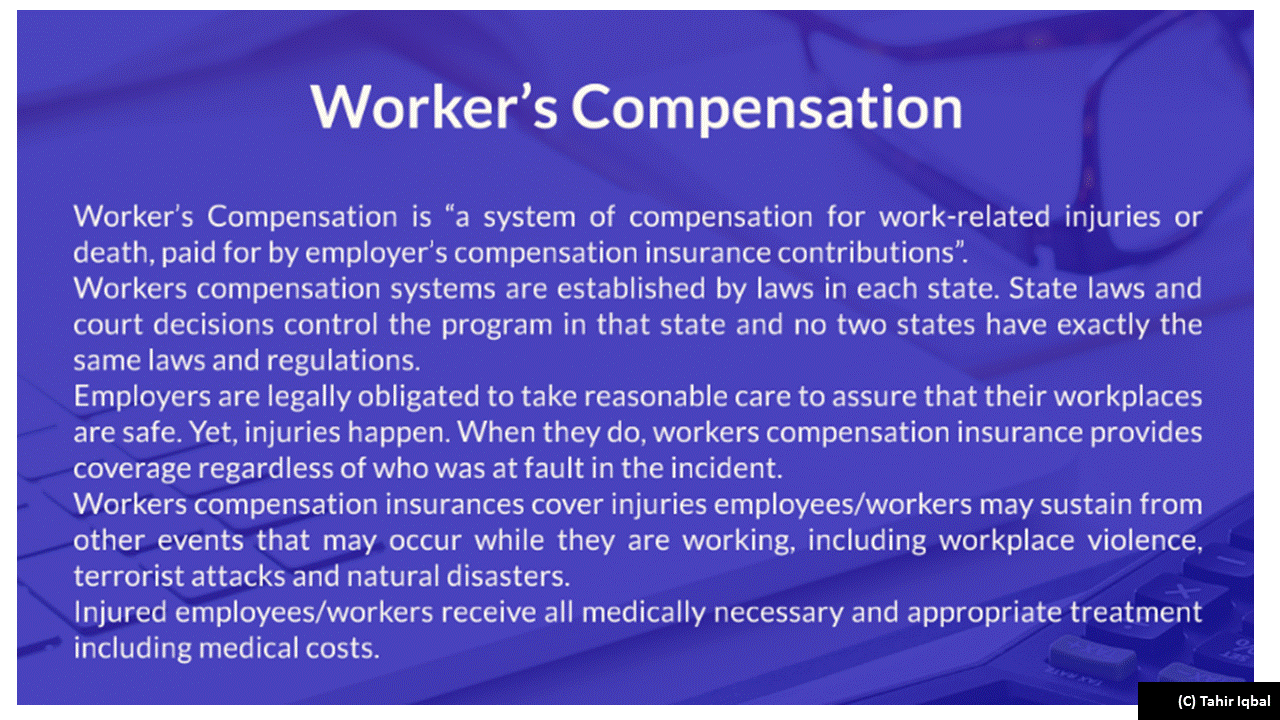 Worker’s Compensation
Worker’s Compensation is “a system of compensation for work-related injuries or
death, paid for by employer’s compensation insurance contributions”.
Workers compensation systems are established by laws in each state. State laws and
court decisions control the program in that state and no two states have exactly the
same laws and regulations.
Employers are legally obligated to take reasonable care to assure that their workplaces
are safe. Yet, injuries happen. When they do, workers compensation insurance provides
coverage regardless of who was at fault in the incident.
Workers compensation insurances cover injuries employees/workers may sustain from
other events that may occur while they are working, including workplace violence,
terrorist attacks and natural disasters.
Injured employees/workers receive all medically necessary and appropriate treatment
including medical costs.
TAX RATE
(C) Tahir Iqbal